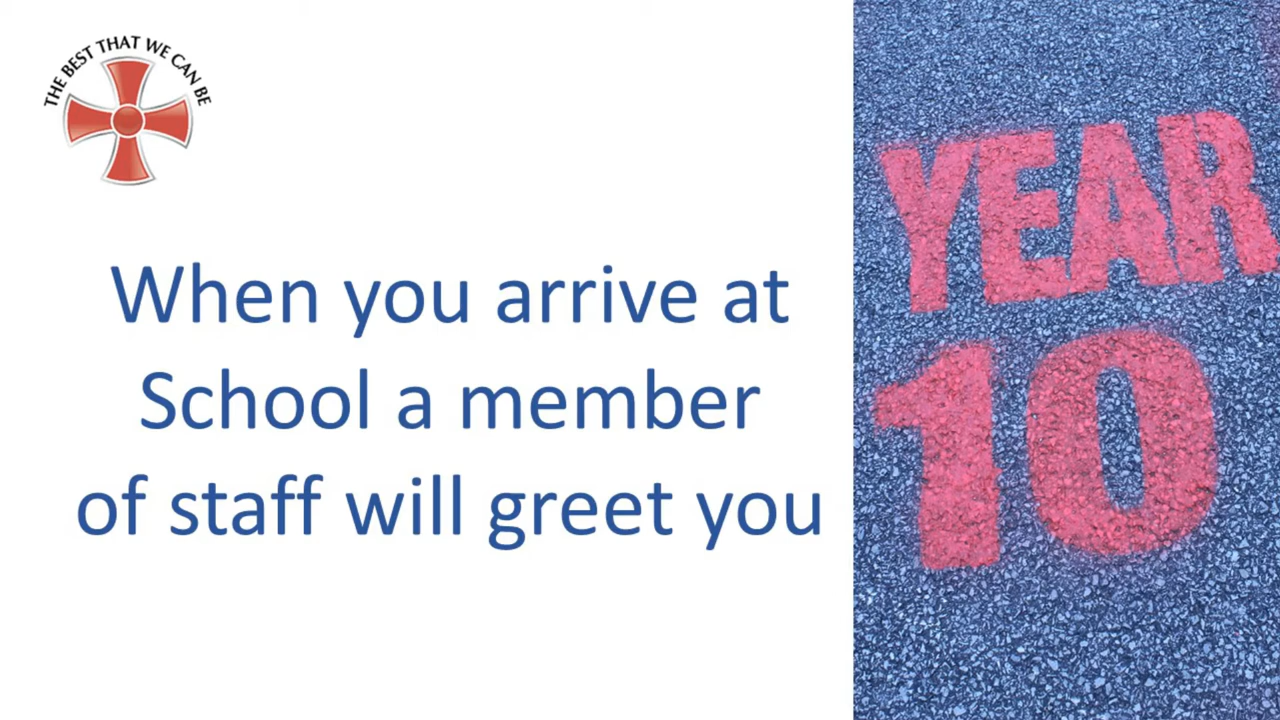 THE BEST THAT WE CAN BE
When you arrive at
School a member
of staff will greet you
YEAR
10